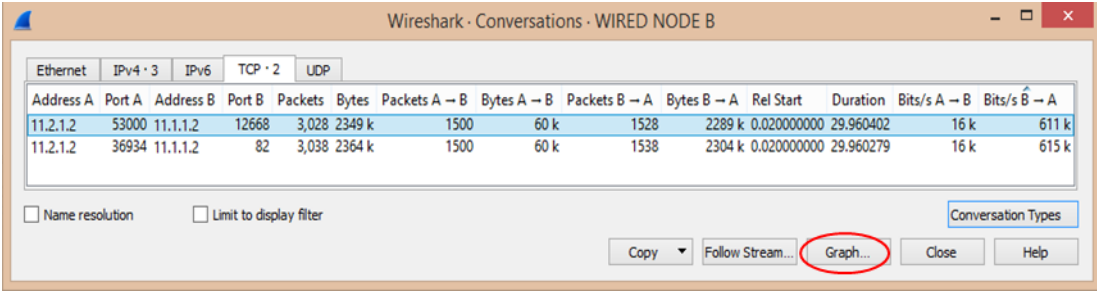 Wireshark · Conversations · WIRED NODE B
Ethernet IPv4 · 3 IPv6 TCP · 2 UDP
Address A Port A Address B Port B Packets Bytes Packets A → B Bytes A → B Packets B → A Bytes B → A Rel Start Duration Bits/s A → B Bits/s B → A
11.2.1.2 53000 11.1.1.2 12668 3,028 2349 k 1500 60 k 1528 2289 k 0.020000000 29.960402 16 k 611 k
11.2.1.2 36934 11.1.1.2 82 3,038 2364 k 1500 60 k 1538 2304 k 0.020000000 29.960279 16 k 615 k
Name resolution Limit to display filter Conversation Types
Copy Follow Stream... Graph... Close Help